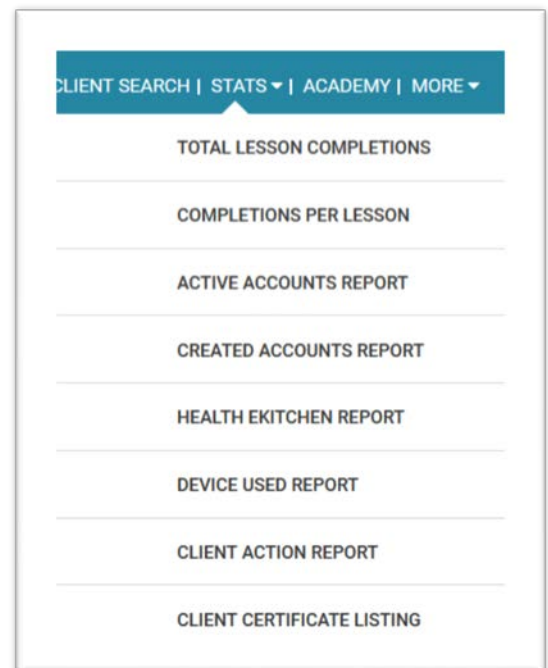 CLIENT SEARCH | STATS | ACADEMY | MORE
TOTAL LESSON COMPLETIONS
COMPLETIONS PER LESSON
ACTIVE ACCOUNTS REPORT
CREATED ACCOUNTS REPORT
HEALTH EKITCHEN REPORT
DEVICE USED REPORT
CLIENT ACTION REPORT
CLIENT CERTIFICATE LISTING